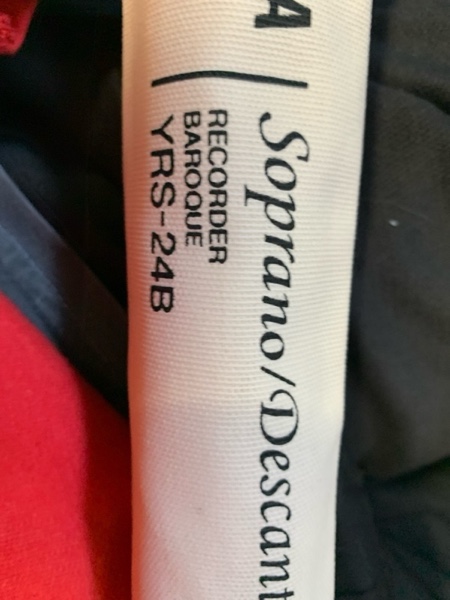 A
Soprano/Descant
RECORDER
BAROQUE
YRS-24B